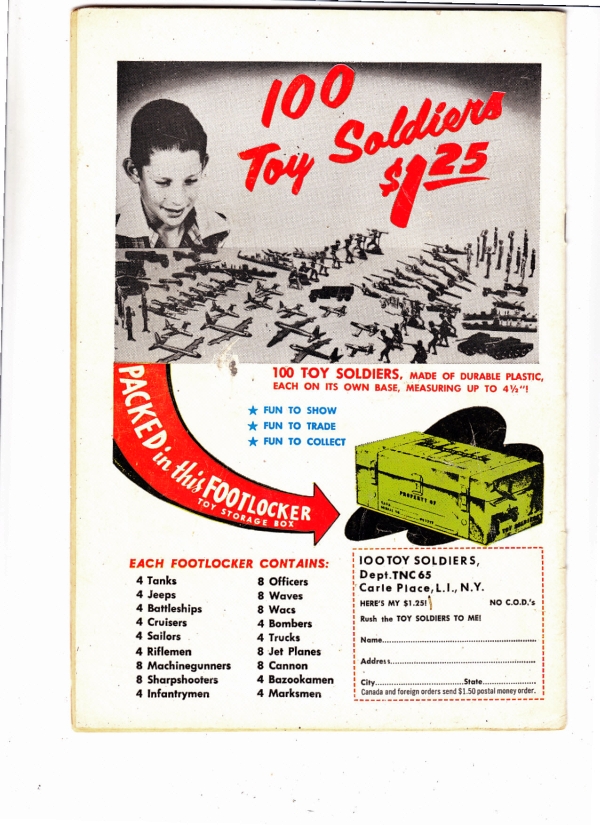 100
Toy Soldiers
$1.25
100 TOY SOLDIERS, MADE OF DURABLE PLASTIC,
EACH ON ITS OWN BASE, MEASURING UP TO 4½"!
PACKED in this FOOTLOCKER
TOY STORAGE BOX
★ FUN TO SHOW
★ FUN TO TRADE
★ FUN TO COLLECT
PROPERTY OF
TOY SOLDIERS
EACH FOOTLOCKER CONTAINS:
4 Tanks
4 Jeeps
4 Battleships
4 Cruisers
4 Sailors
4 Riflemen
8 Machinegunners
8 Sharpshooters
4 Infantrymen
8 Officers
8 Waves
8 Wacs
4 Bombers
4 Trucks
8 Jet Planes
8 Cannon
4 Bazookamen
4 Marksmen
100 TOY SOLDIERS,
Dept. TNC 65
Carle Place, L.I., N.Y.
HERE'S MY $1.25! NO C.O.D.'s
Rush the TOY SOLDIERS TO ME!
Name
Address
City State
Canada and foreign orders send $1.50 postal money order.